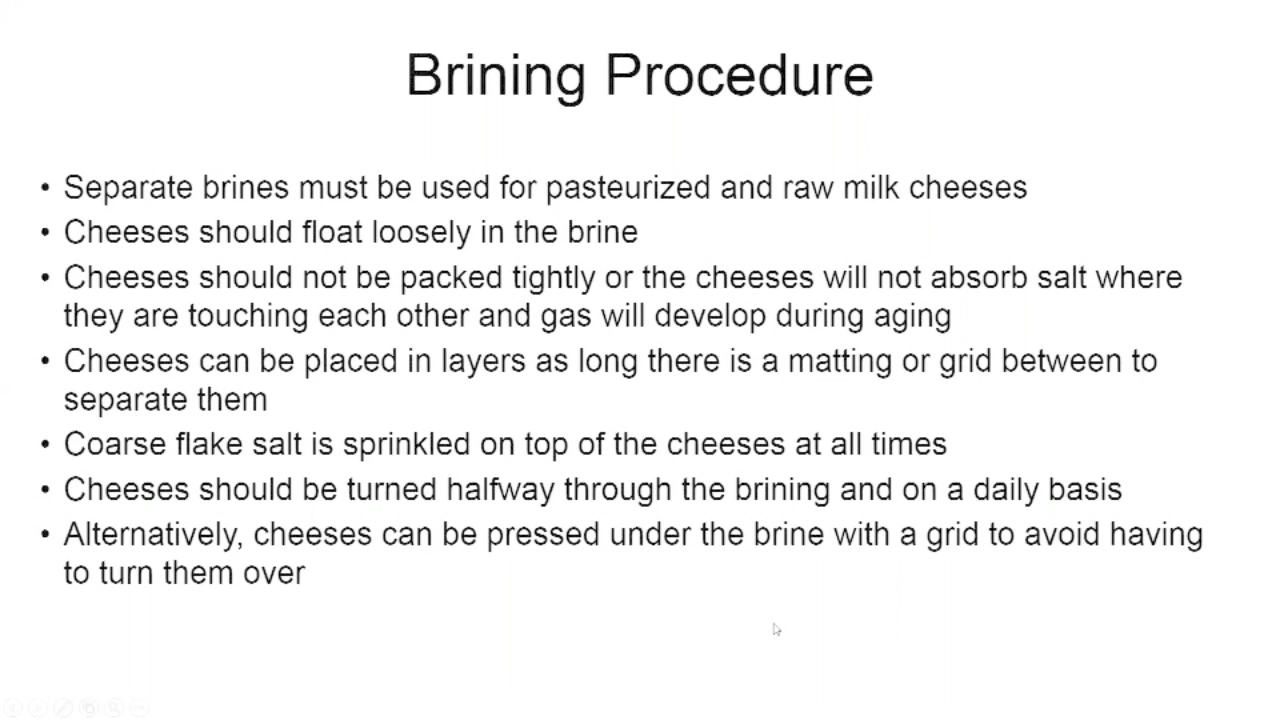 Brining Procedure
• Separate brines must be used for pasteurized and raw milk cheeses
• Cheeses should float loosely in the brine
• Cheeses should not be packed tightly or the cheeses will not absorb salt where
they are touching each other and gas will develop during aging
• Cheeses can be placed in layers as long there is a matting or grid between to
separate them
• Coarse flake salt is sprinkled on top of the cheeses at all times
• Cheeses should be turned halfway through the brining and on a daily basis
• Alternatively, cheeses can be pressed under the brine with a grid to avoid having
to turn them over